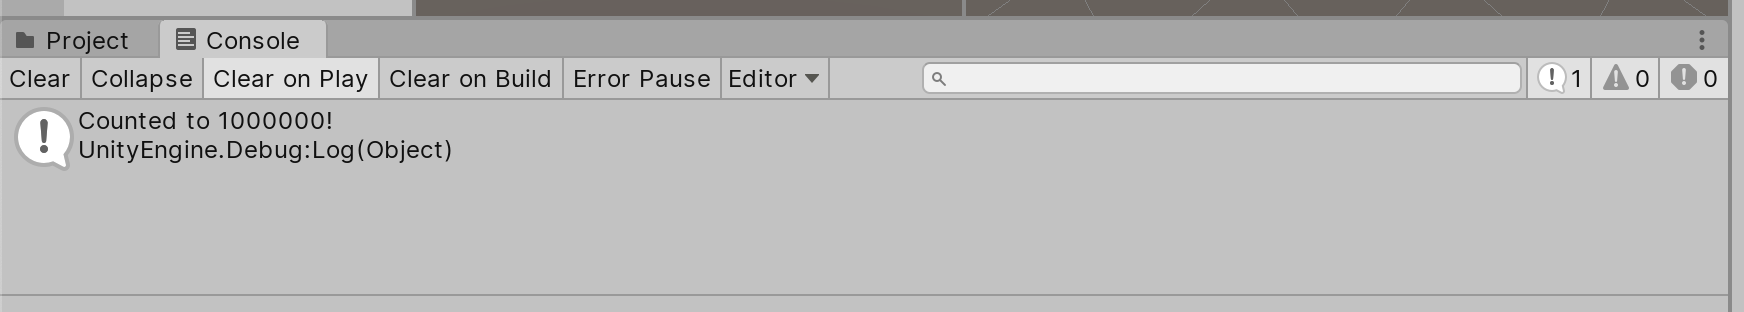 Project Console
Clear Collapse Clear on Play Clear on Build Error Pause Editor 1 0 0
Counted to 1000000!
UnityEngine.Debug:Log(Object)